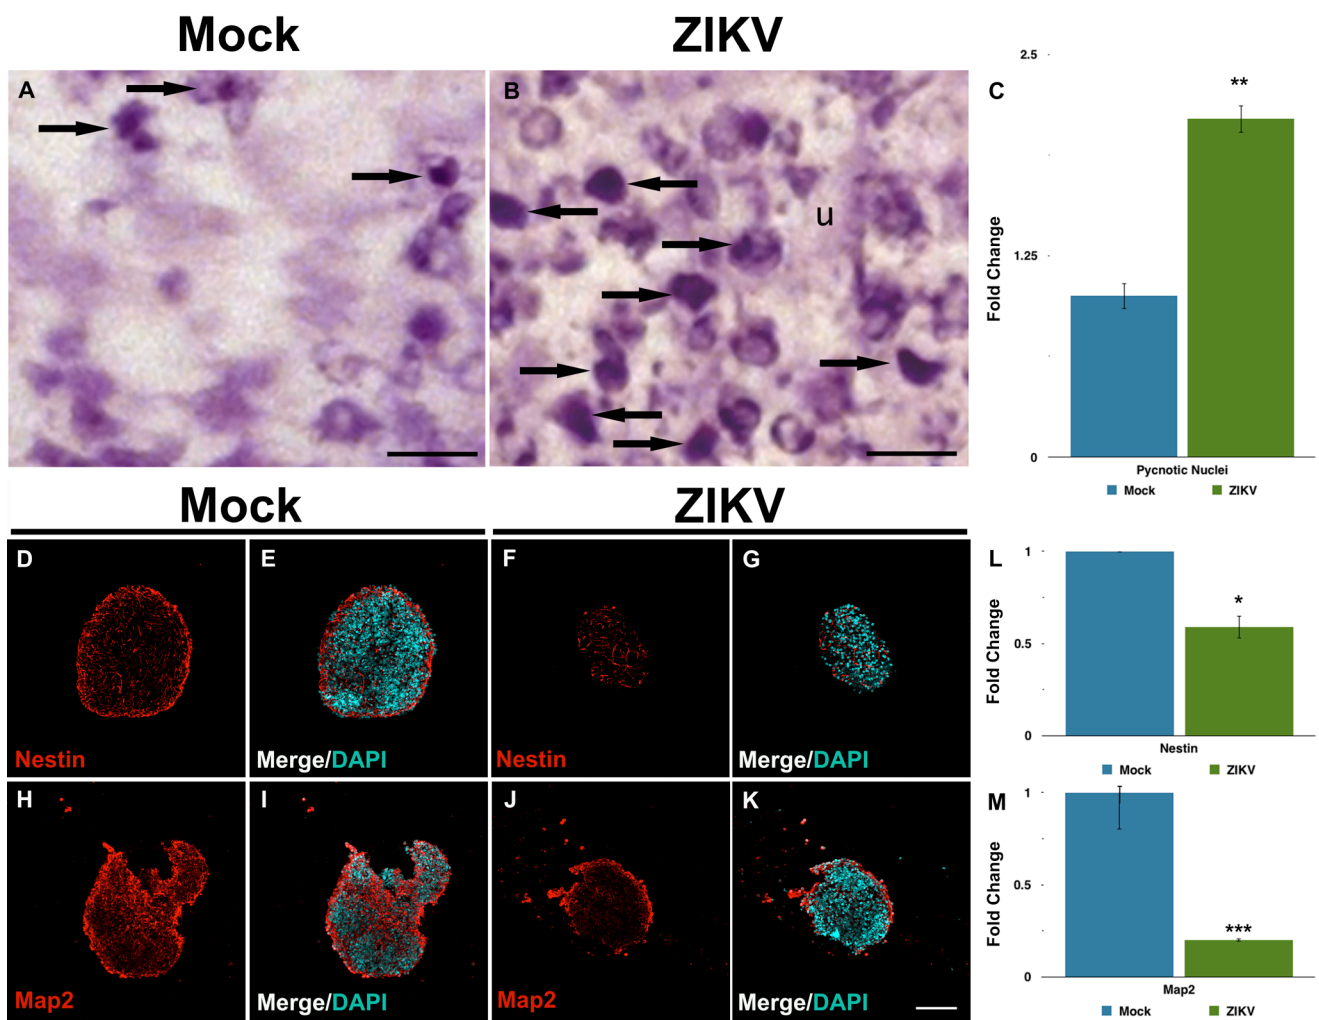 Mock ZIKV
A
B
u
C
2.5
**
1.25
0
Fold Change
Pycnotic Nuclei
Mock ZIKV
Mock ZIKV
D
Nestin
E
Merge/DAPI
F
Nestin
G
Merge/DAPI
L
1
*
0.5
0
Fold Change
Nestin
Mock ZIKV
H
Map2
I
Merge/DAPI
J
Map2
K
Merge/DAPI
M
1
0.5
***
0
Fold Change
Map2
Mock ZIKV